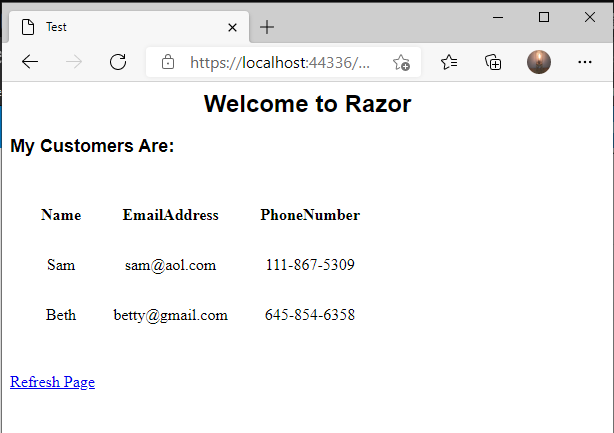 Test
https://localhost:44336/...
Welcome to Razor
My Customers Are:
Name EmailAddress PhoneNumber
Sam sam@aol.com 111-867-5309
Beth betty@gmail.com 645-854-6358
Refresh Page